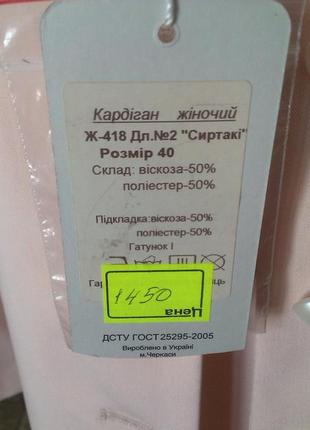 Кардіган жіночий
Ж-418 Дл.№2 "Сиртакі"
Розмір 40
Склад: віскоза-50%
поліестер-50%
Підкладка:віскоза-50%
поліестер-50%
Гатунок І
1450
Цена
ДСТУ ГОСТ 25295-2005
Вироблено в Україні
м.Черкаси